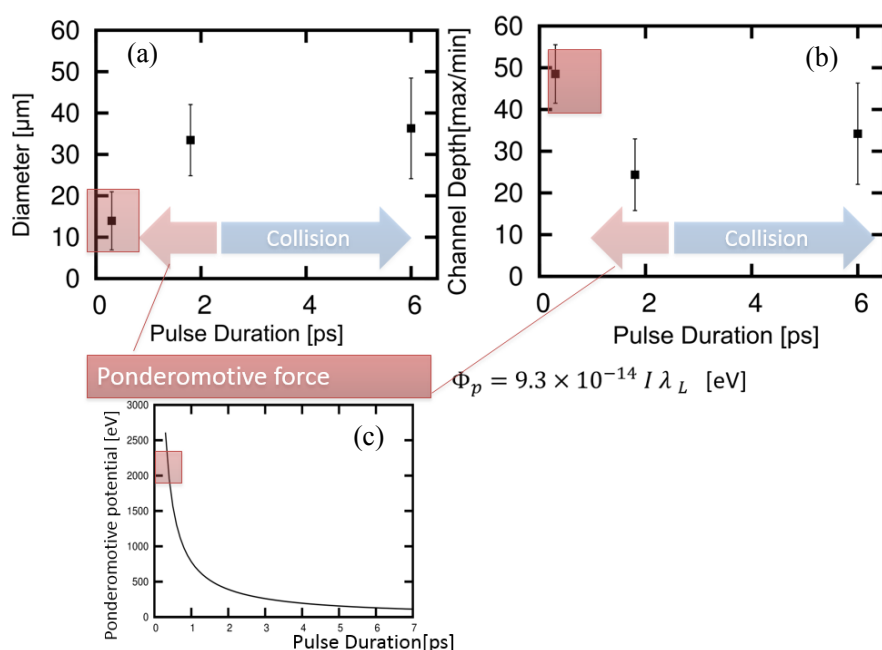 (a)
60
50
40
30
20
10
0
Diameter [µm]
Collision
0 2 4 6
Pulse Duration [ps]
(b)
60
50
40
30
20
10
0
Channel Depth[max/min]
Collision
0 2 4 6
Pulse Duration [ps]
Ponderomotive force
Φp = 9.3 × 10−14 I λ L [eV]
(c)
3000
2500
2000
1500
1000
500
0
Ponderomotive potential [eV]
0 1 2 3 4 5 6 7
Pulse Duration[ps]